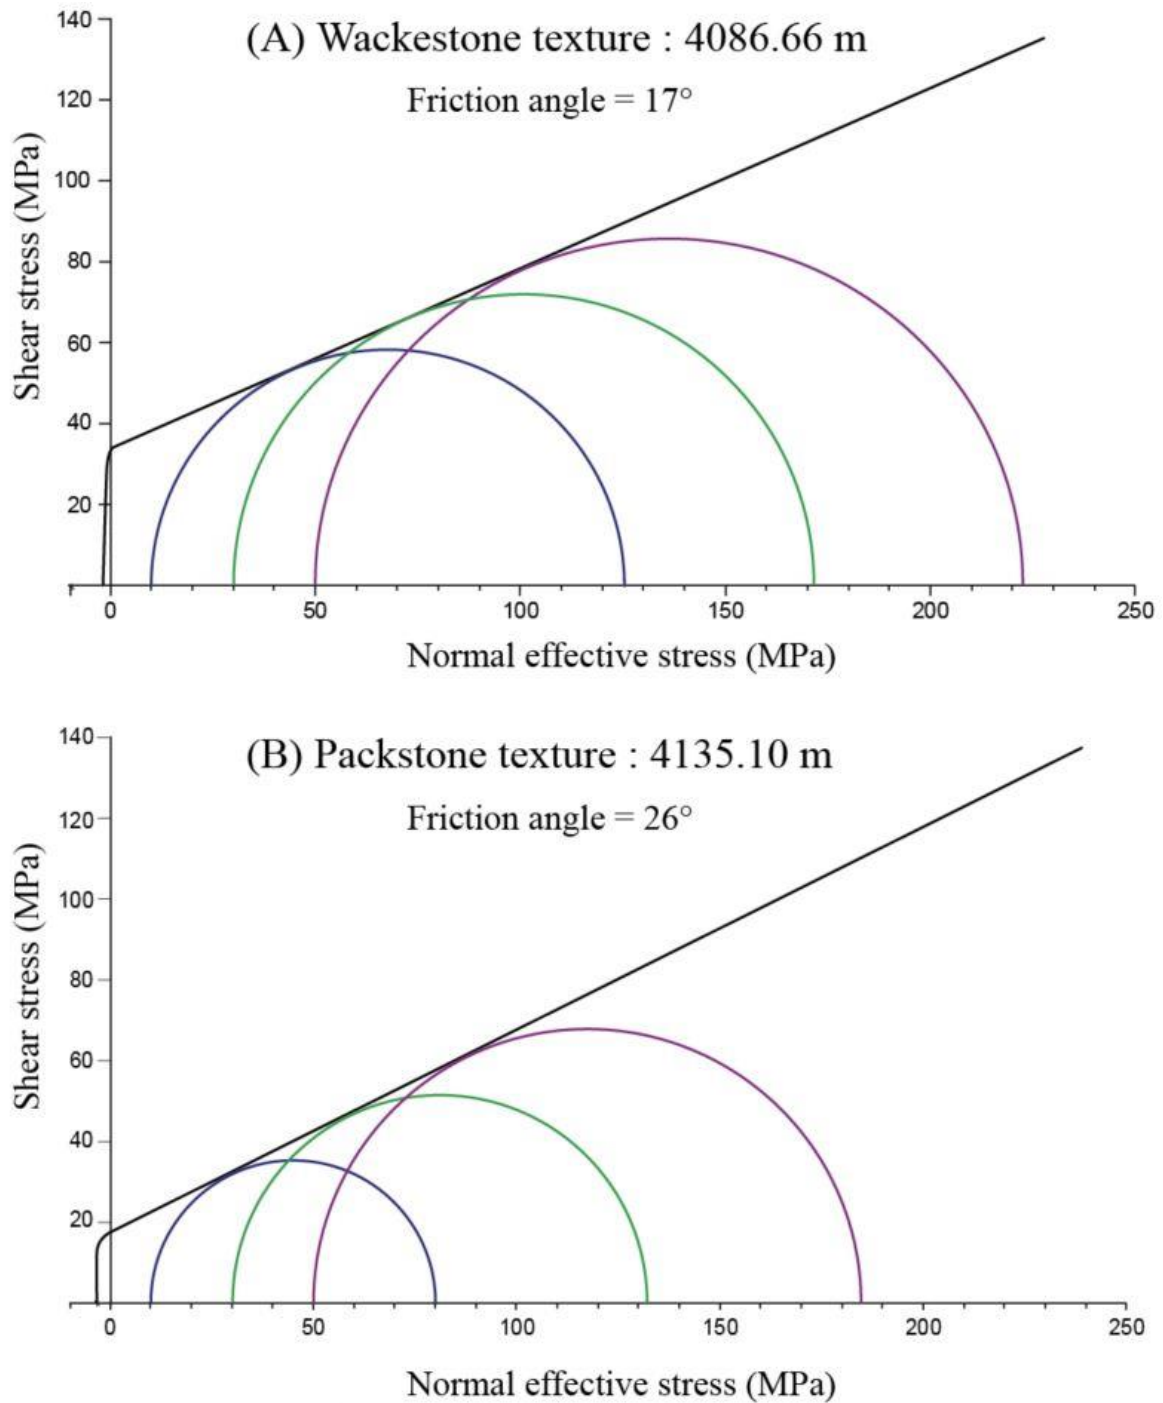 (A) Wackestone texture : 4086.66 m
Friction angle = 17°
Shear stress (MPa)
140
120
100
80
60
40
20
0 50 100 150 200 250
Normal effective stress (MPa)
(B) Packstone texture : 4135.10 m
Friction angle = 26°
Shear stress (MPa)
140
120
100
80
60
40
20
0 50 100 150 200 250
Normal effective stress (MPa)